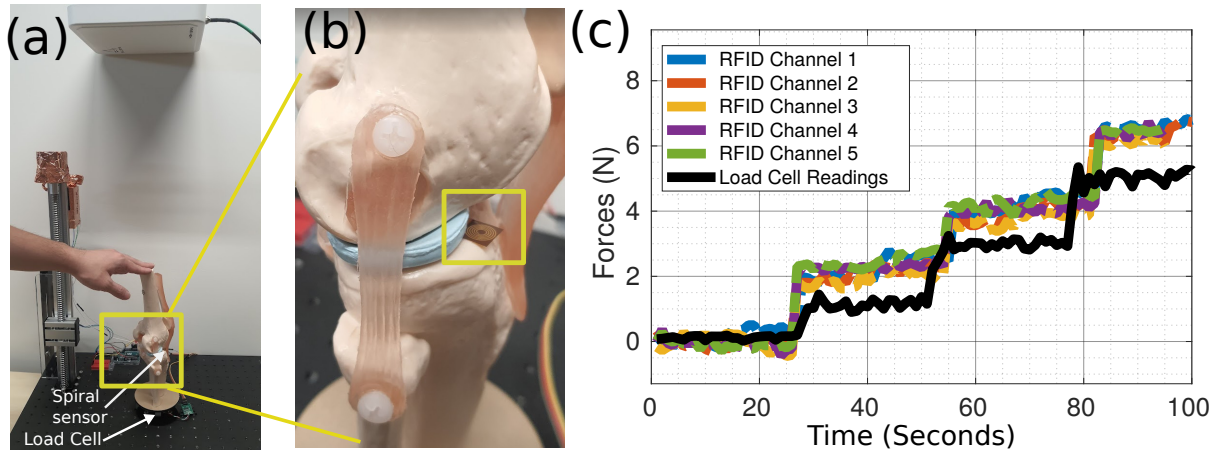 (a)
Spiral
sensor
Load Cell
(b)
(c)
RFID Channel 1
RFID Channel 2
RFID Channel 3
RFID Channel 4
RFID Channel 5
Load Cell Readings
Forces (N)
8
6
4
2
0
0
20
40
60
80
100
Time (Seconds)